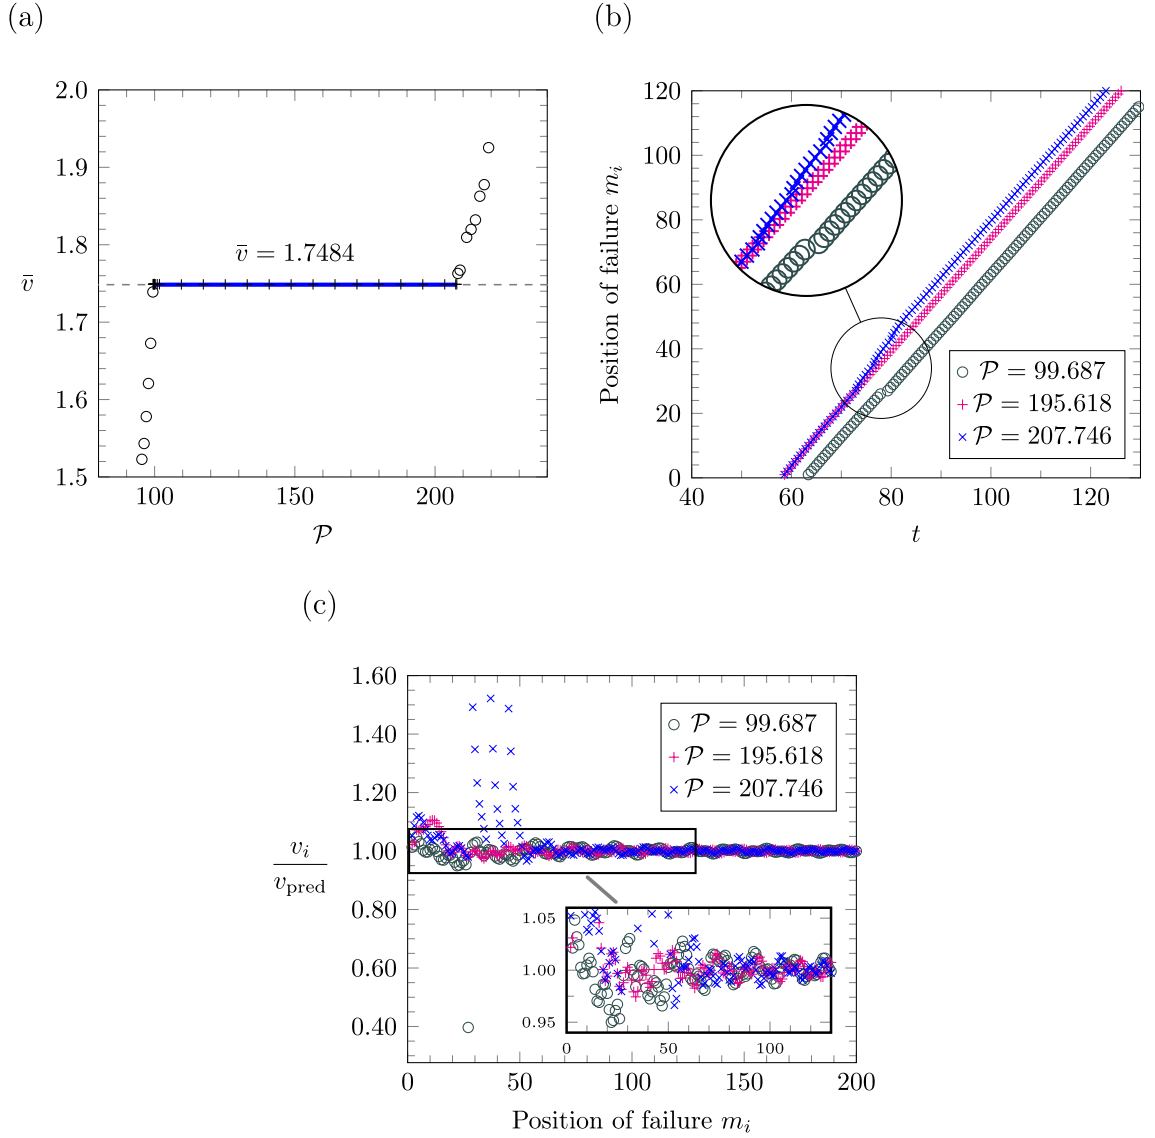 (a)
2.0
1.9
1.8
1.7
1.6
1.5
v̄
v̄ = 1.7484
100 150 200
𝒫
(b)
120
100
80
60
40
20
0
Position of failure mᵢ
𝒫 = 99.687
𝒫 = 195.618
𝒫 = 207.746
40 60 80 100 120
t
(c)
1.60
1.40
1.20
1.00
0.80
0.60
0.40
vᵢ
v_pred
𝒫 = 99.687
𝒫 = 195.618
𝒫 = 207.746
1.05
1.00
0.95
0 50 100
0 50 100 150 200
Position of failure mᵢ